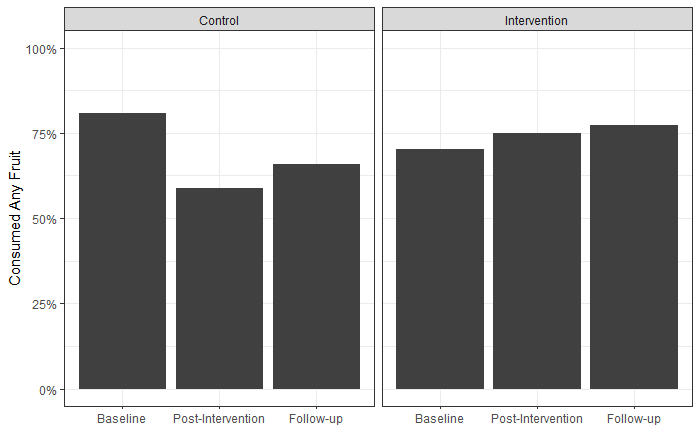 Control Intervention
Consumed Any Fruit
100%
75%
50%
25%
0%
Baseline Post-Intervention Follow-up Baseline Post-Intervention Follow-up